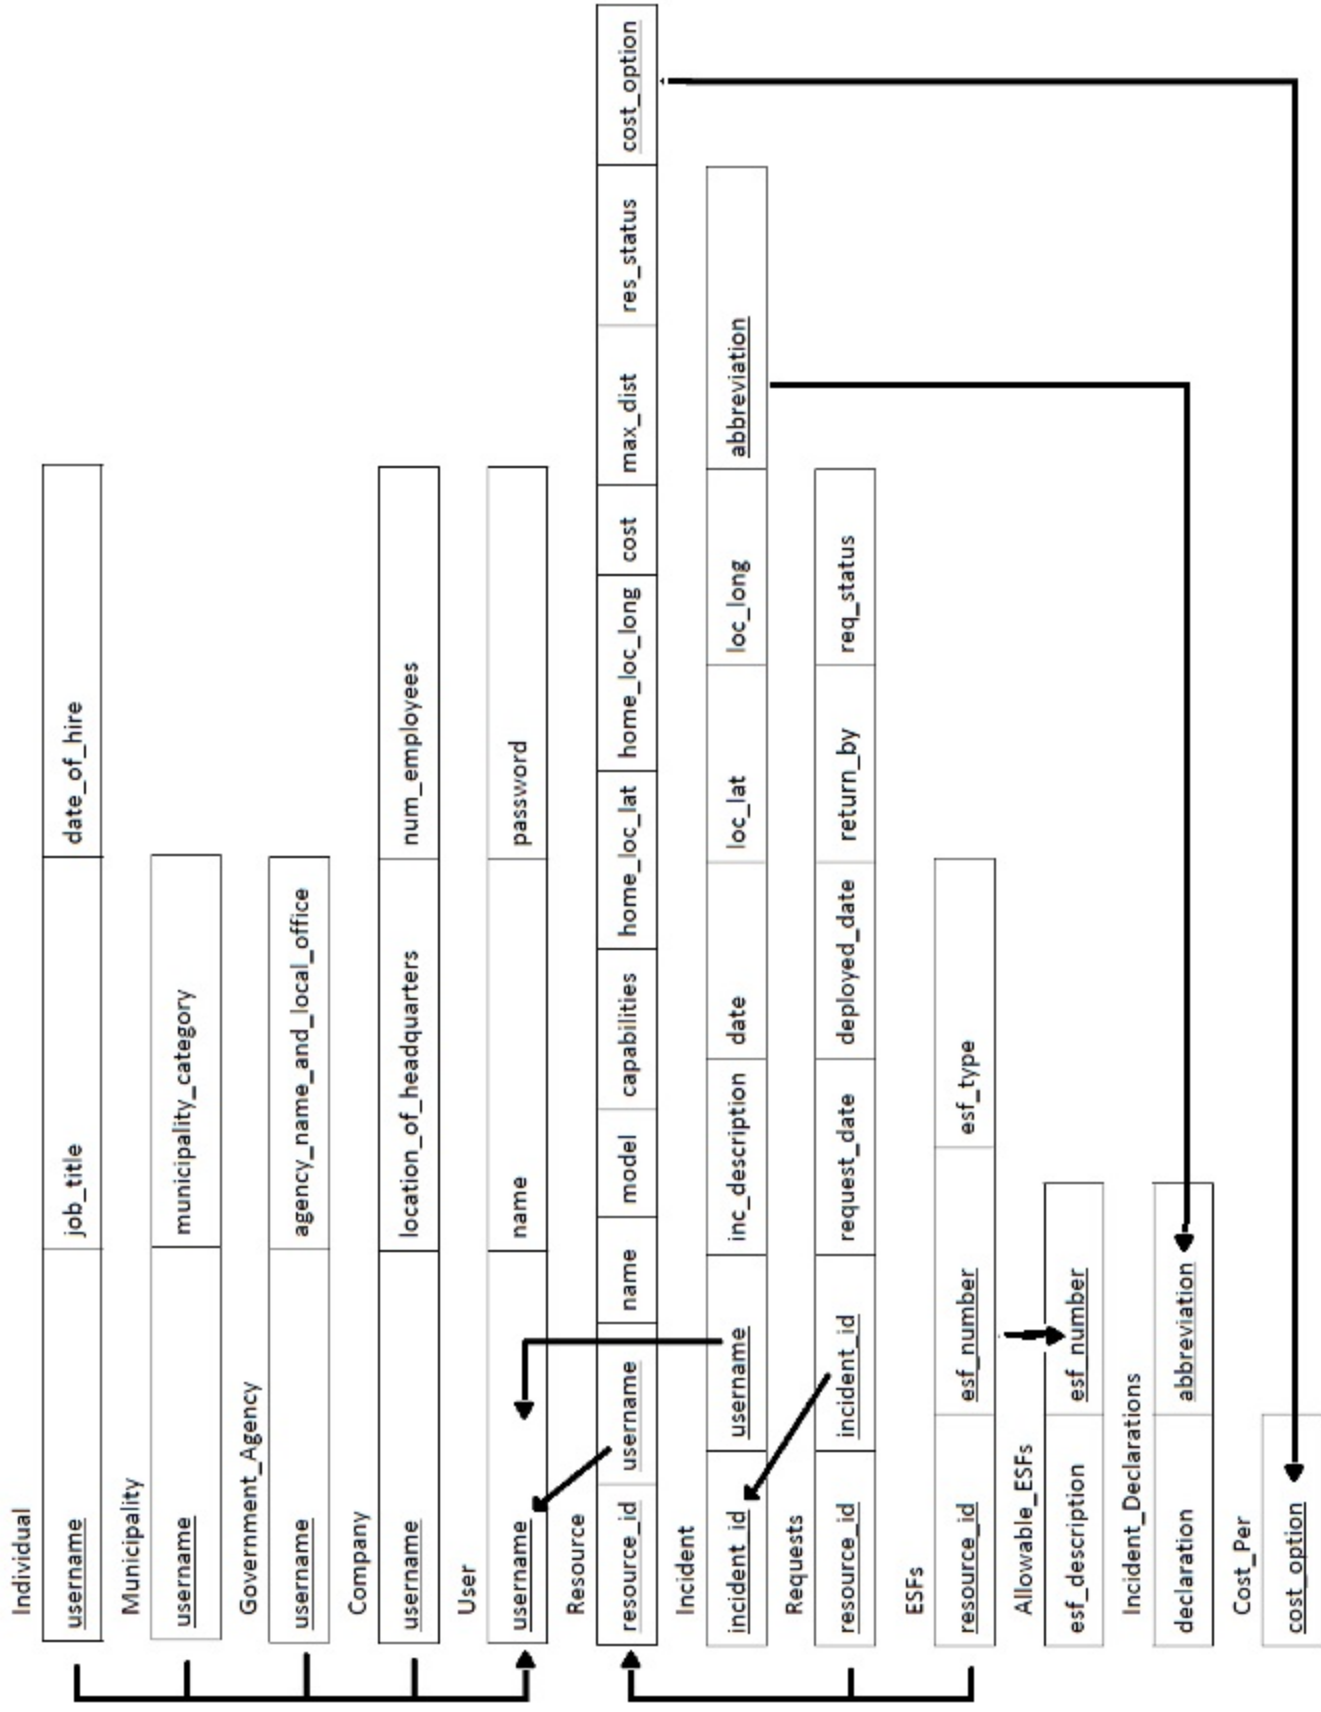 Individual
username job_title date_of_hire
Municipality
username municipality_category
Government_Agency
username agency_name_and_local_office
Company
username location_of_headquarters num_employees
User
username name password
Resource
resource_id username name model capabilities home_loc_lat home_loc_long cost max_dist res_status cost_option
Incident
incident id username inc_description date loc_lat loc_long abbreviation
Requests
resource_id incident_id request_date deployed_date return_by req_status
ESFs
resource_id esf_number esf_type
Allowable_ESFs
esf_description esf_number
Incident_Declarations
declaration abbreviation
Cost_Per
cost_option